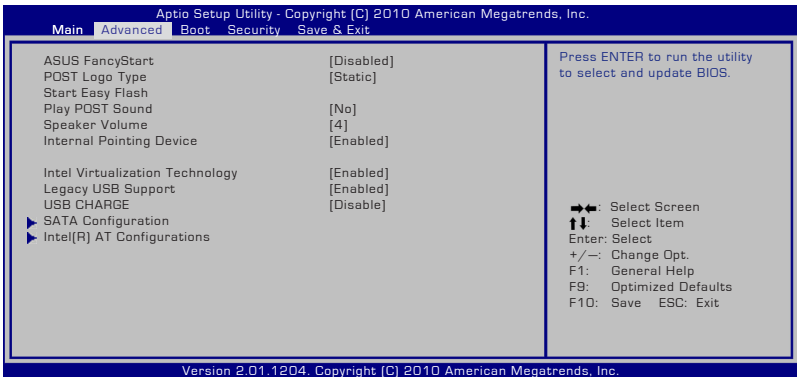 Aptio Setup Utility - Copyright (C) 2010 American Megatrends, Inc.
Main Advanced Boot Security Save & Exit
ASUS FancyStart [Disabled]
POST Logo Type [Static]
Start Easy Flash
Play POST Sound [No]
Speaker Volume [4]
Internal Pointing Device [Enabled]
Intel Virtualization Technology [Enabled]
Legacy USB Support [Enabled]
USB CHARGE [Disable]
SATA Configuration
Intel(R) AT Configurations
Press ENTER to run the utility
to select and update BIOS.
→←: Select Screen
↑↓: Select Item
Enter: Select
+/—: Change Opt.
F1: General Help
F9: Optimized Defaults
F10: Save ESC: Exit
Version 2.01.1204. Copyright (C) 2010 American Megatrends, Inc.